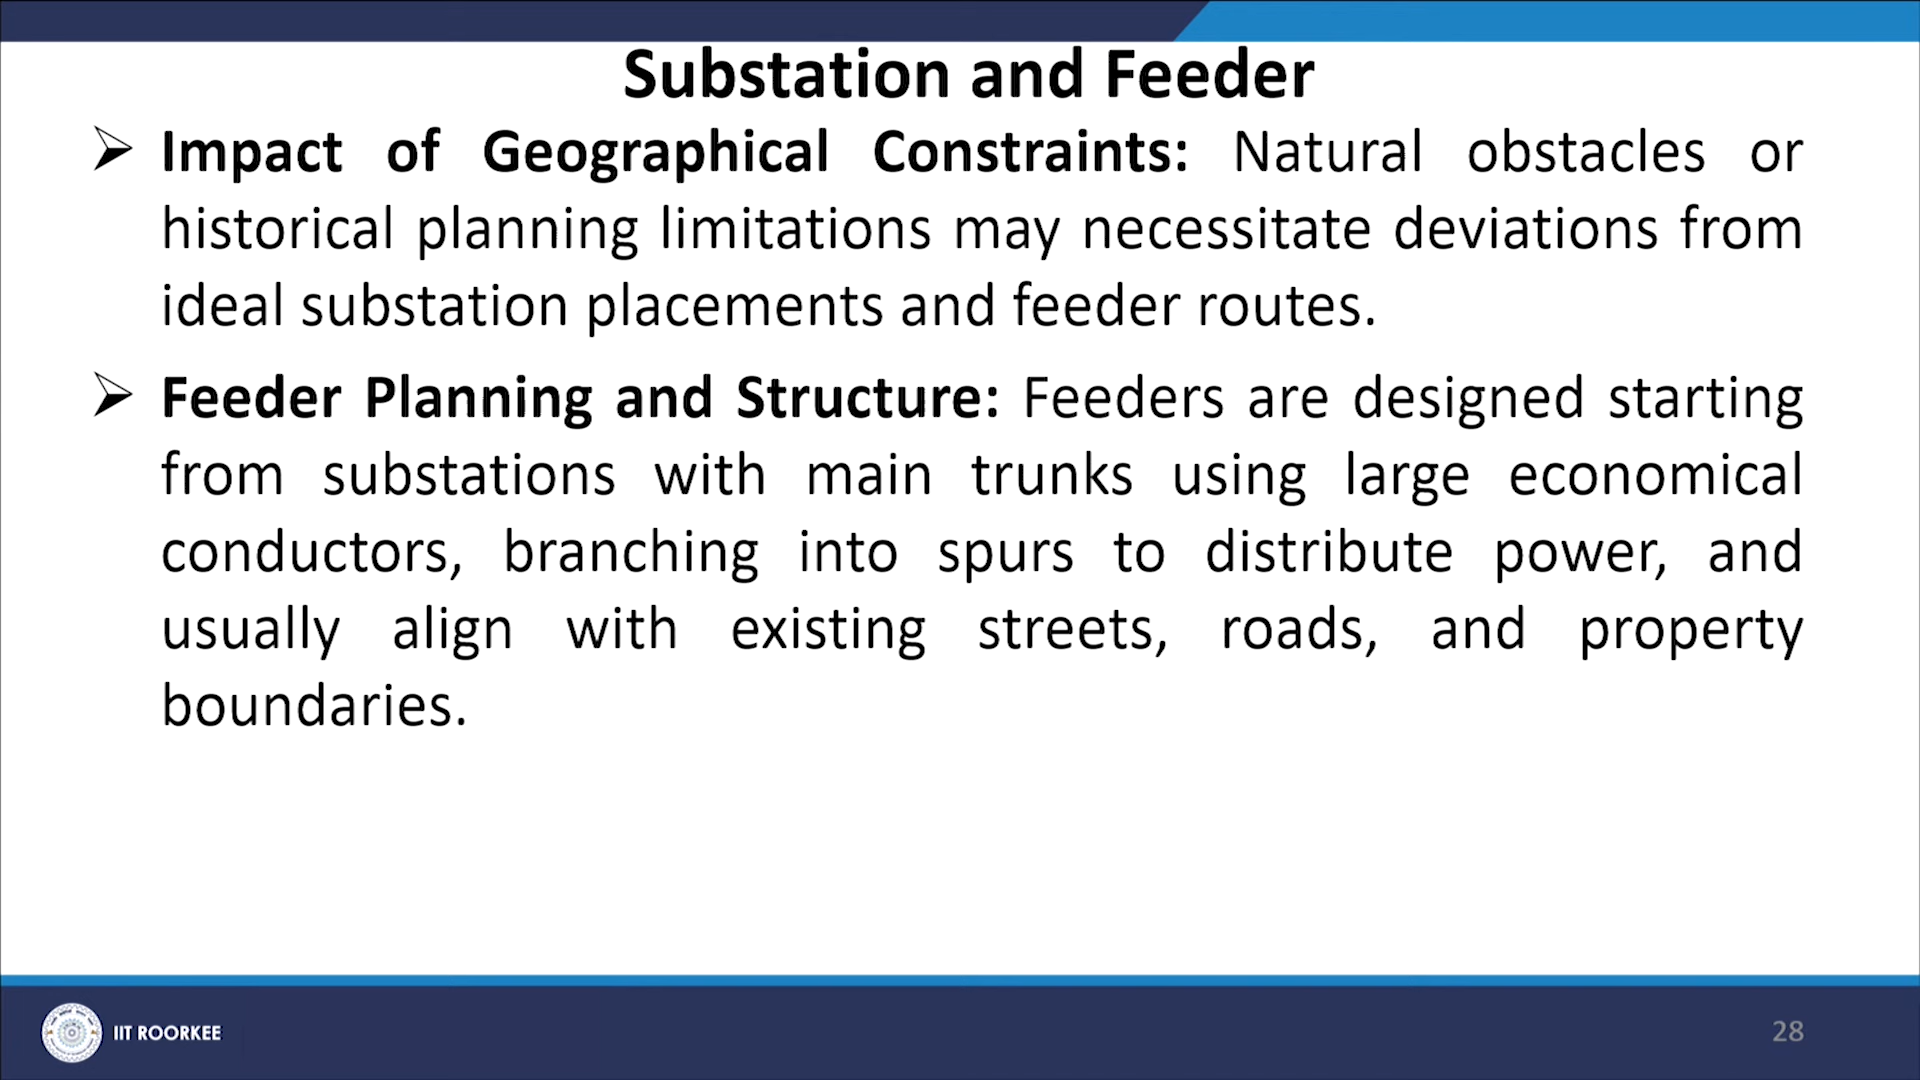 Substation and Feeder
➢ Impact of Geographical Constraints: Natural obstacles or
historical planning limitations may necessitate deviations from
ideal substation placements and feeder routes.
➢ Feeder Planning and Structure: Feeders are designed starting
from substations with main trunks using large economical
conductors, branching into spurs to distribute power, and
usually align with existing streets, roads, and property
boundaries.
IIT ROORKEE
28